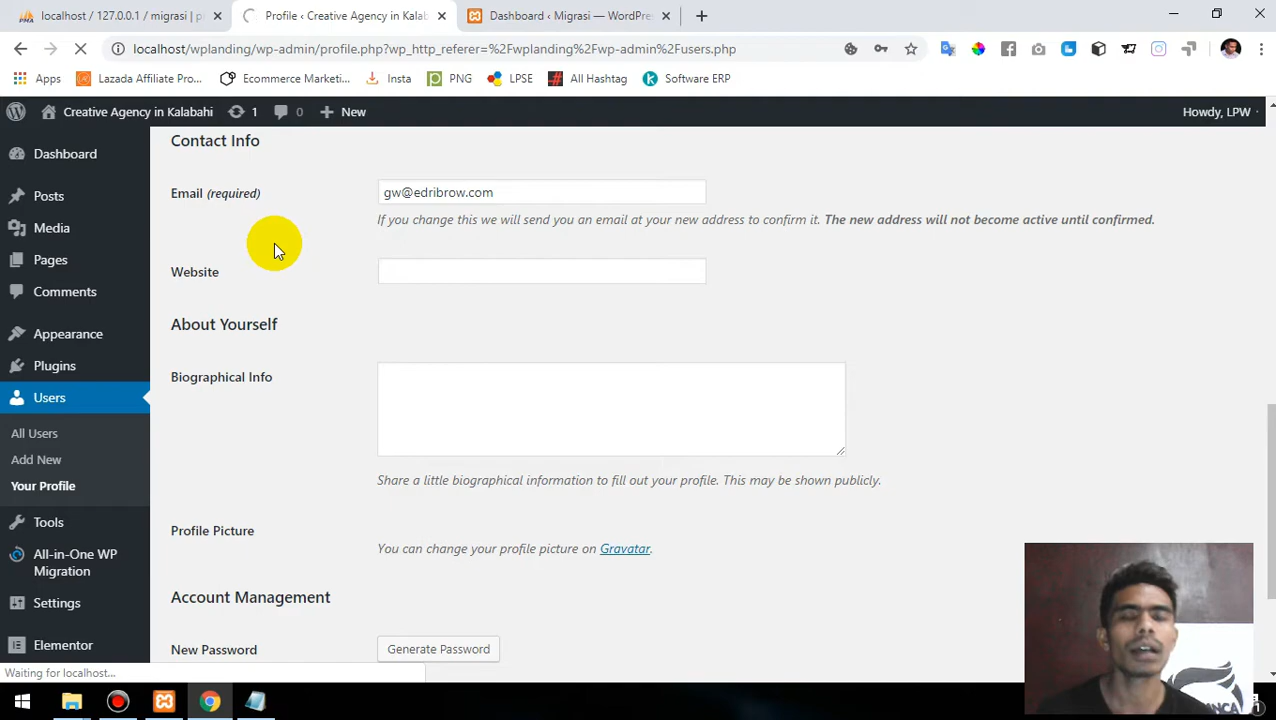 localhost / 127.0.0.1 / migrasi | p
Profile ‹ Creative Agency in Kalab
Dashboard ‹ Migrasi — WordPre
localhost/wplanding/wp-admin/profile.php?wp_http_referer=%2Fwplanding%2Fwp-admin%2Fusers.php
Apps
Lazada Affiliate Pro...
Ecommerce Marketi...
Insta
PNG
LPSE
All Hashtag
Software ERP
Creative Agency in Kalabahi
1
0
New
Howdy, LPW
Dashboard
Posts
Media
Pages
Comments
Appearance
Plugins
Users
All Users
Add New
Your Profile
Tools
All-in-One WP
Migration
Settings
Elementor
Contact Info
Email (required)
gw@edribrow.com
If you change this we will send you an email at your new address to confirm it. The new address will not become active until confirmed.
Website
About Yourself
Biographical Info
Share a little biographical information to fill out your profile. This may be shown publicly.
Profile Picture
You can change your profile picture on Gravatar.
Account Management
New Password
Generate Password
Waiting for localhost...